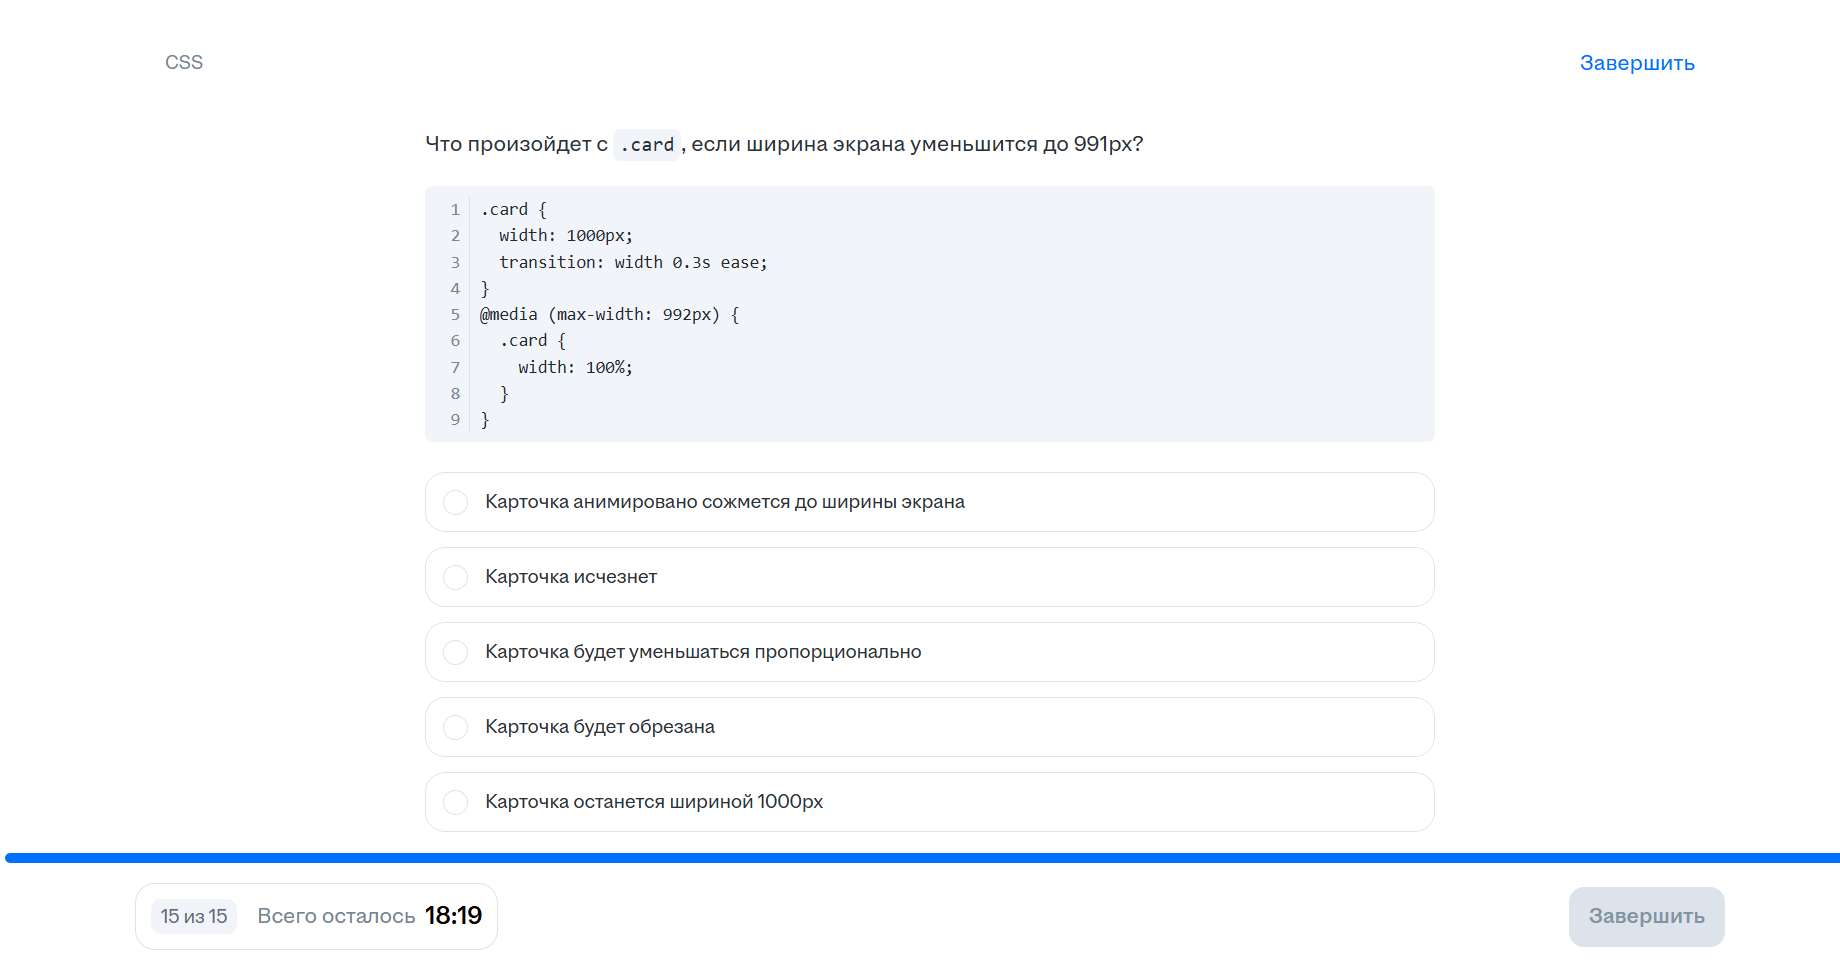 CSS
Завершить
Что произойдет с .card, если ширина экрана уменьшится до 991px?
1 .card {
2   width: 1000px;
3   transition: width 0.3s ease;
4 }
5 @media (max-width: 992px) {
6   .card {
7     width: 100%;
8   }
9 }
Карточка анимировано сожмется до ширины экрана
Карточка исчезнет
Карточка будет уменьшаться пропорционально
Карточка будет обрезана
Карточка останется шириной 1000px
15 из 15 Всего осталось 18:19
Завершить